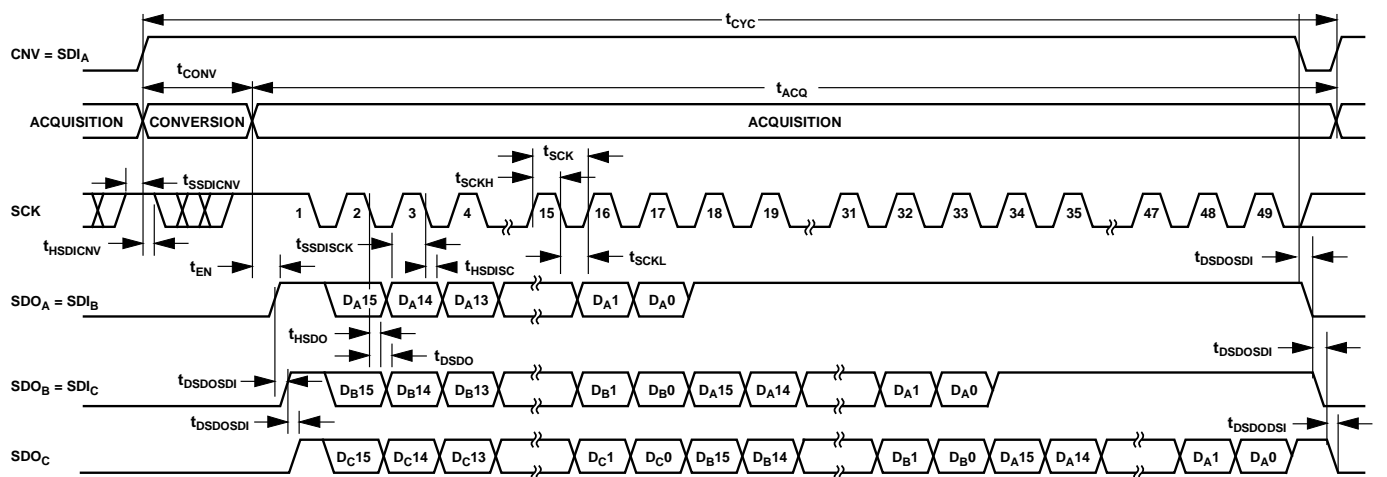 tCYC
CNV = SDIA
tCONV
tACQ
ACQUISITION CONVERSION ACQUISITION
tSCK
tSSDICNV
tSCKH
SCK 1 2 3 4 15 16 17 18 19 31 32 33 34 35 47 48 49
tHSDICNV
tSSDISCK
tEN
tHSDISC
tSCKL
tDSDOSDI
SDOA = SDIB DA15 DA14 DA13 DA1 DA0
tHSDO
tDSDO
tDSDOSDI
tDSDOSDI
SDOB = SDIC DB15 DB14 DB13 DB1 DB0 DA15 DA14 DA1 DA0
tDSDOSDI
tDSDODSI
SDOC DC15 DC14 DC13 DC1 DC0 DB15 DB14 DB1 DB0 DA15 DA14 DA1 DA0